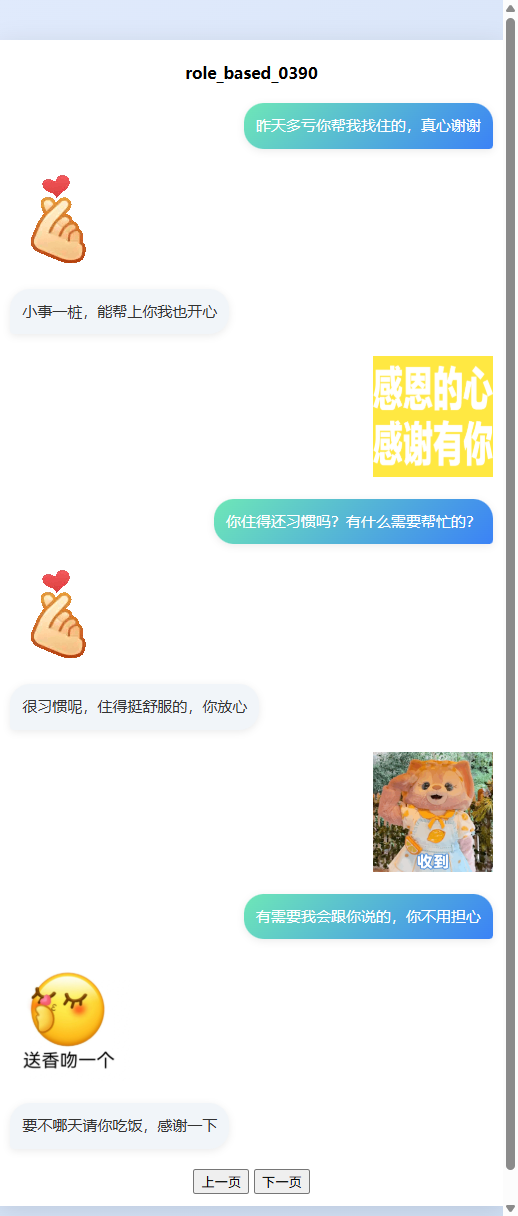 role_based_0390
昨天多亏你帮我找住的，真心谢谢
小事一桩，能帮上你我也开心
感恩的心
感谢有你
你住得还习惯吗？有什么需要帮忙的？
很习惯呢，住得挺舒服的，你放心
收到
有需要我会跟你说的，你不用担心
送香吻一个
要不哪天请你吃饭，感谢一下
上一页 下一页